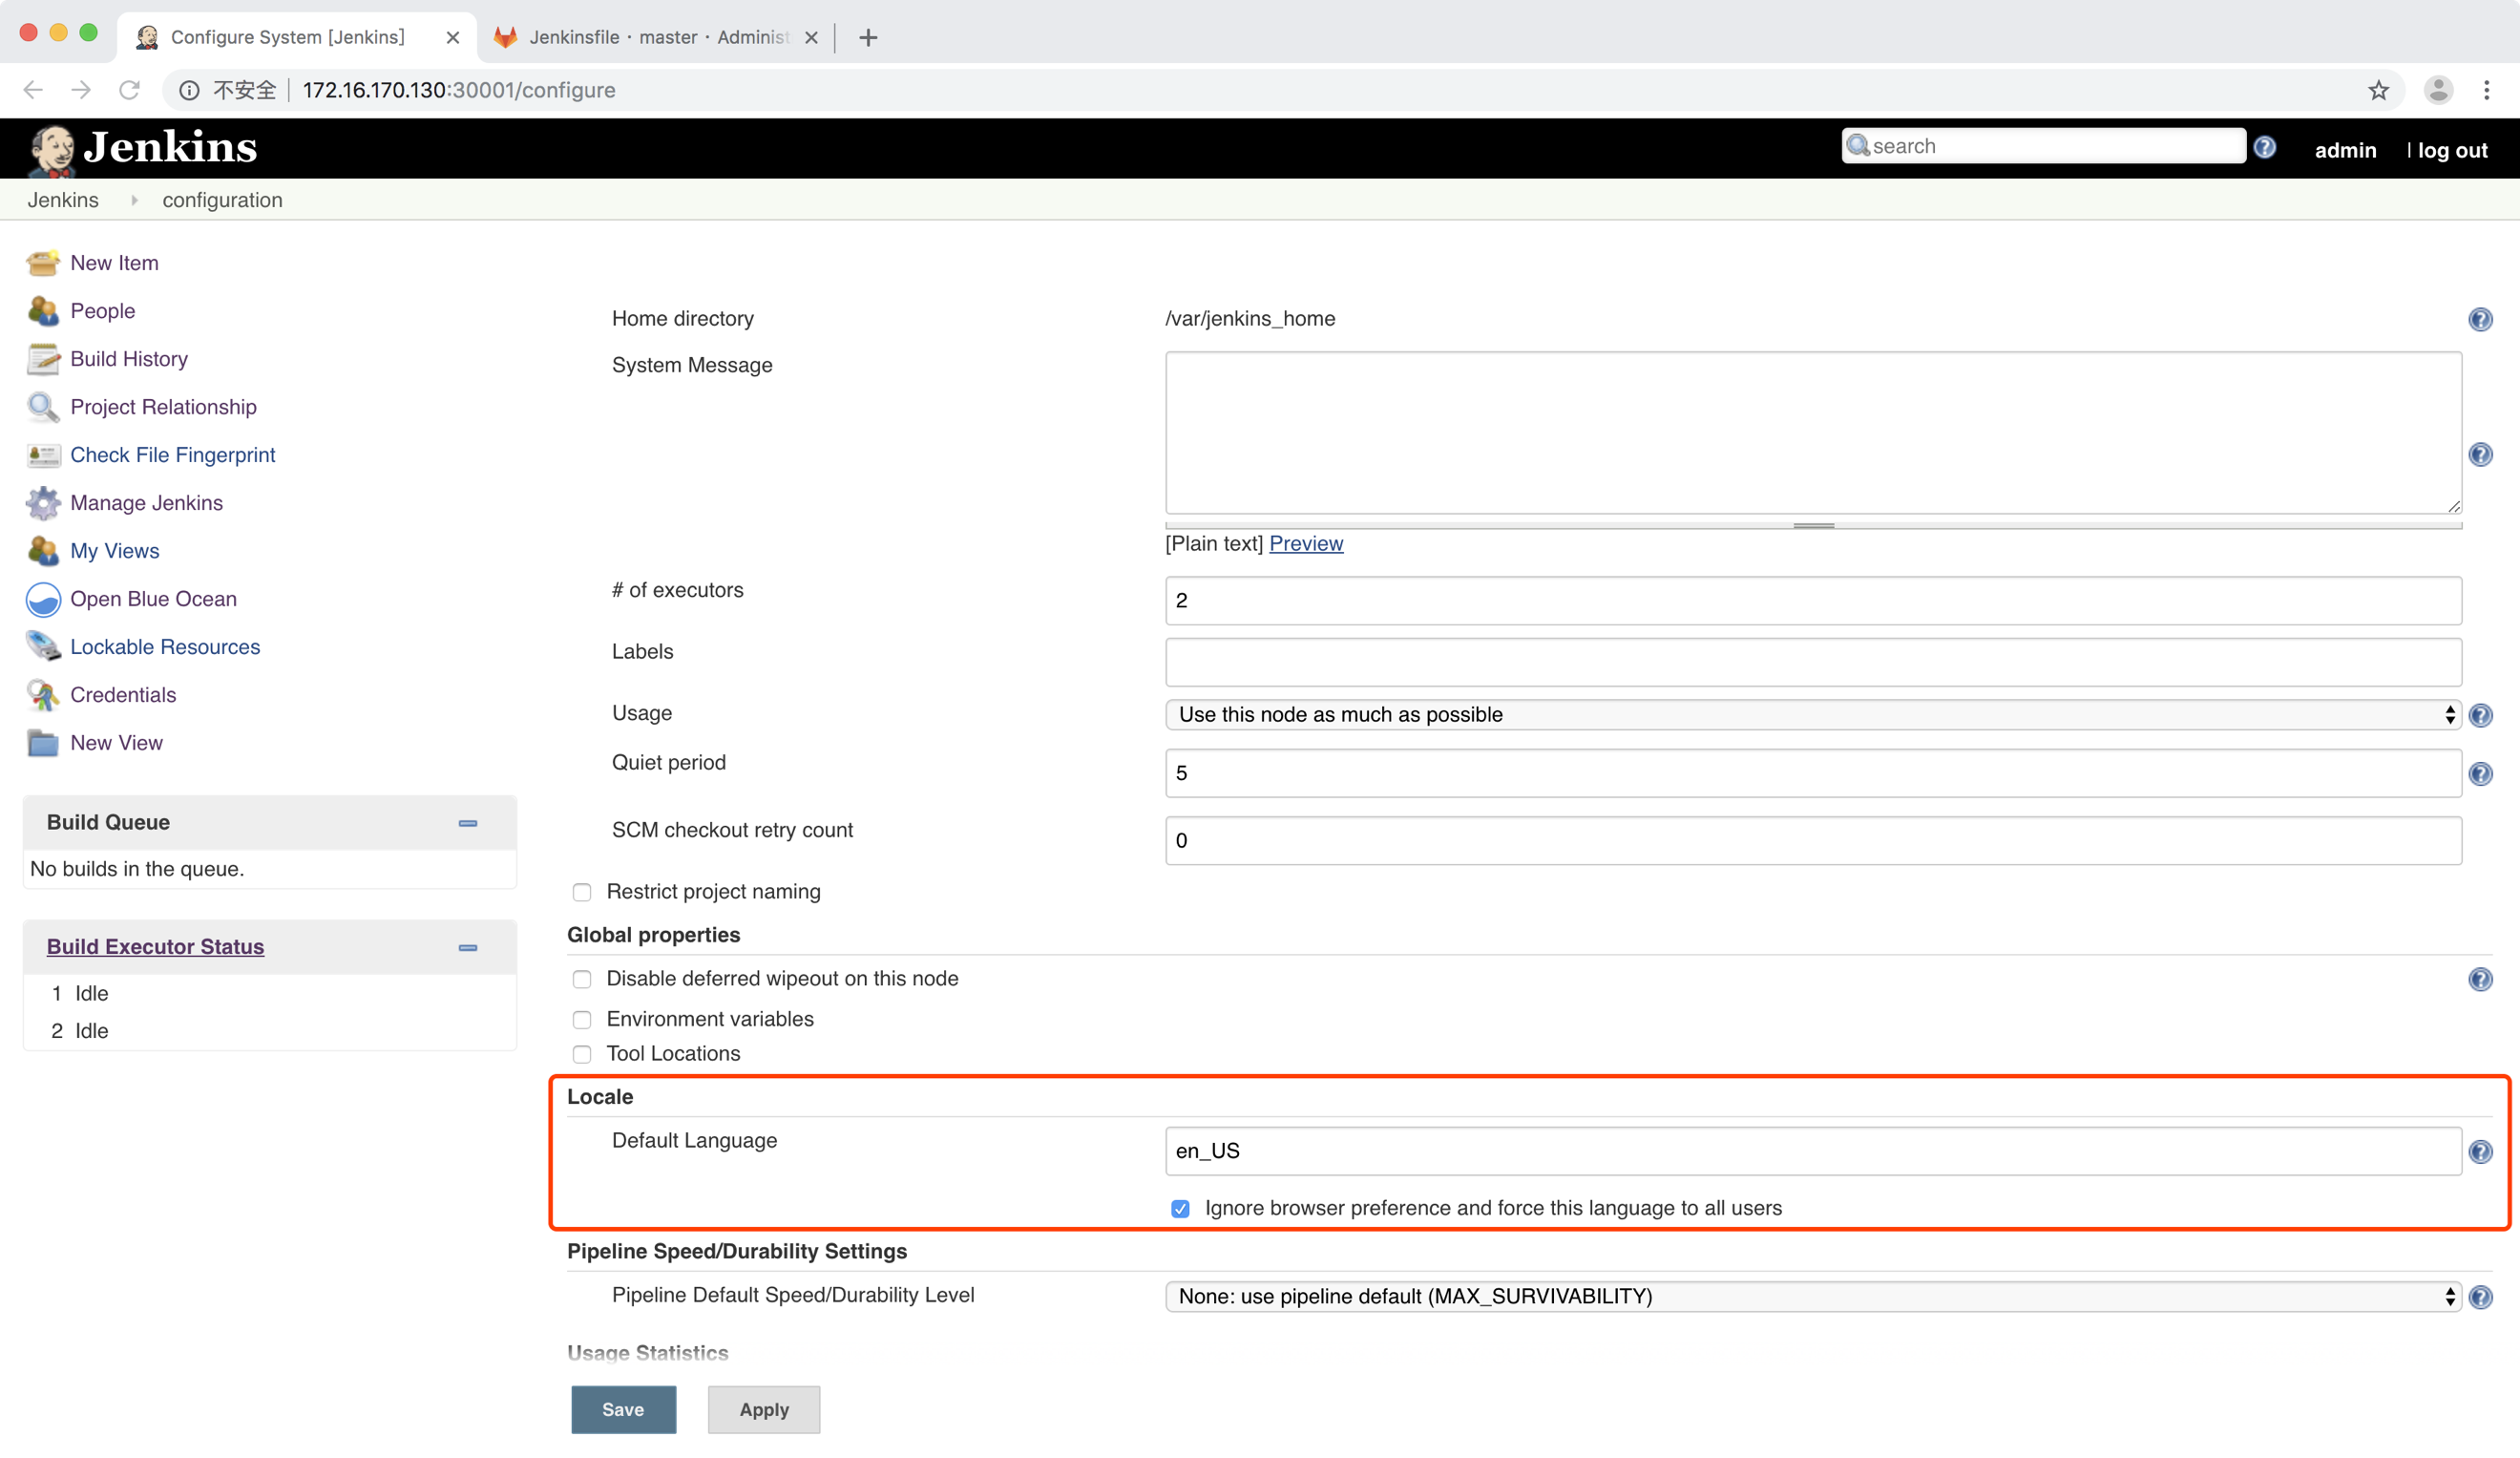 Configure System [Jenkins]
Jenkinsfile · master · Administ
不安全 172.16.170.130:30001/configure
Jenkins
search
admin
| log out
Jenkins configuration
New Item
People
Build History
Project Relationship
Check File Fingerprint
Manage Jenkins
My Views
Open Blue Ocean
Lockable Resources
Credentials
New View
Build Queue
No builds in the queue.
Build Executor Status
1 Idle
2 Idle
Home directory /var/jenkins_home
System Message
[Plain text] Preview
# of executors 2
Labels
Usage Use this node as much as possible
Quiet period 5
SCM checkout retry count 0
Restrict project naming
Global properties
Disable deferred wipeout on this node
Environment variables
Tool Locations
Locale
Default Language en_US
Ignore browser preference and force this language to all users
Pipeline Speed/Durability Settings
Pipeline Default Speed/Durability Level None: use pipeline default (MAX_SURVIVABILITY)
Usage Statistics
Save Apply